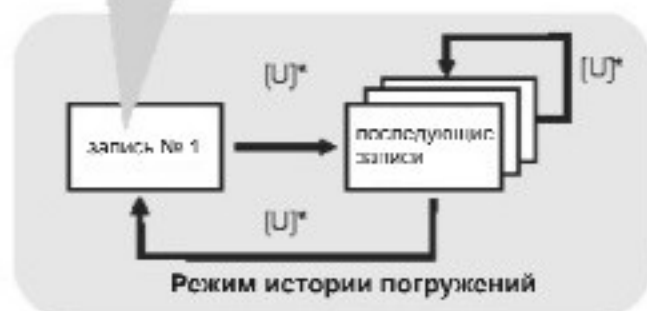 [U]*
[U]*
запись № 1
последующие
записи
[U]*
Режим истории погружений